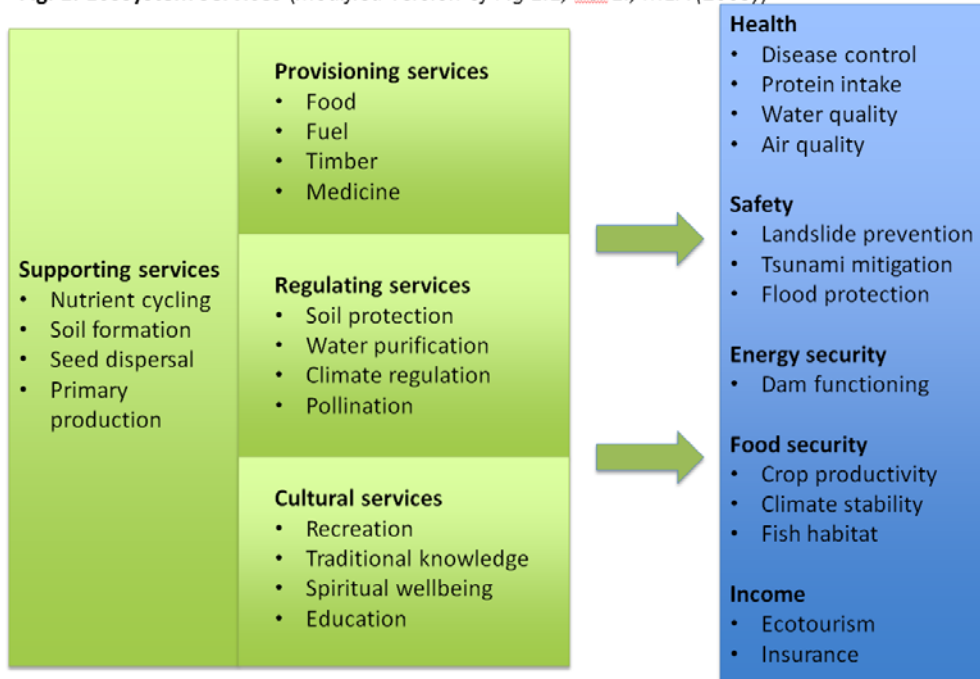 Supporting services
• Nutrient cycling
• Soil formation
• Seed dispersal
• Primary
production
Provisioning services
• Food
• Fuel
• Timber
• Medicine
Regulating services
• Soil protection
• Water purification
• Climate regulation
• Pollination
Cultural services
• Recreation
• Traditional knowledge
• Spiritual wellbeing
• Education
Health
• Disease control
• Protein intake
• Water quality
• Air quality
Safety
• Landslide prevention
• Tsunami mitigation
• Flood protection
Energy security
• Dam functioning
Food security
• Crop productivity
• Climate stability
• Fish habitat
Income
• Ecotourism
• Insurance